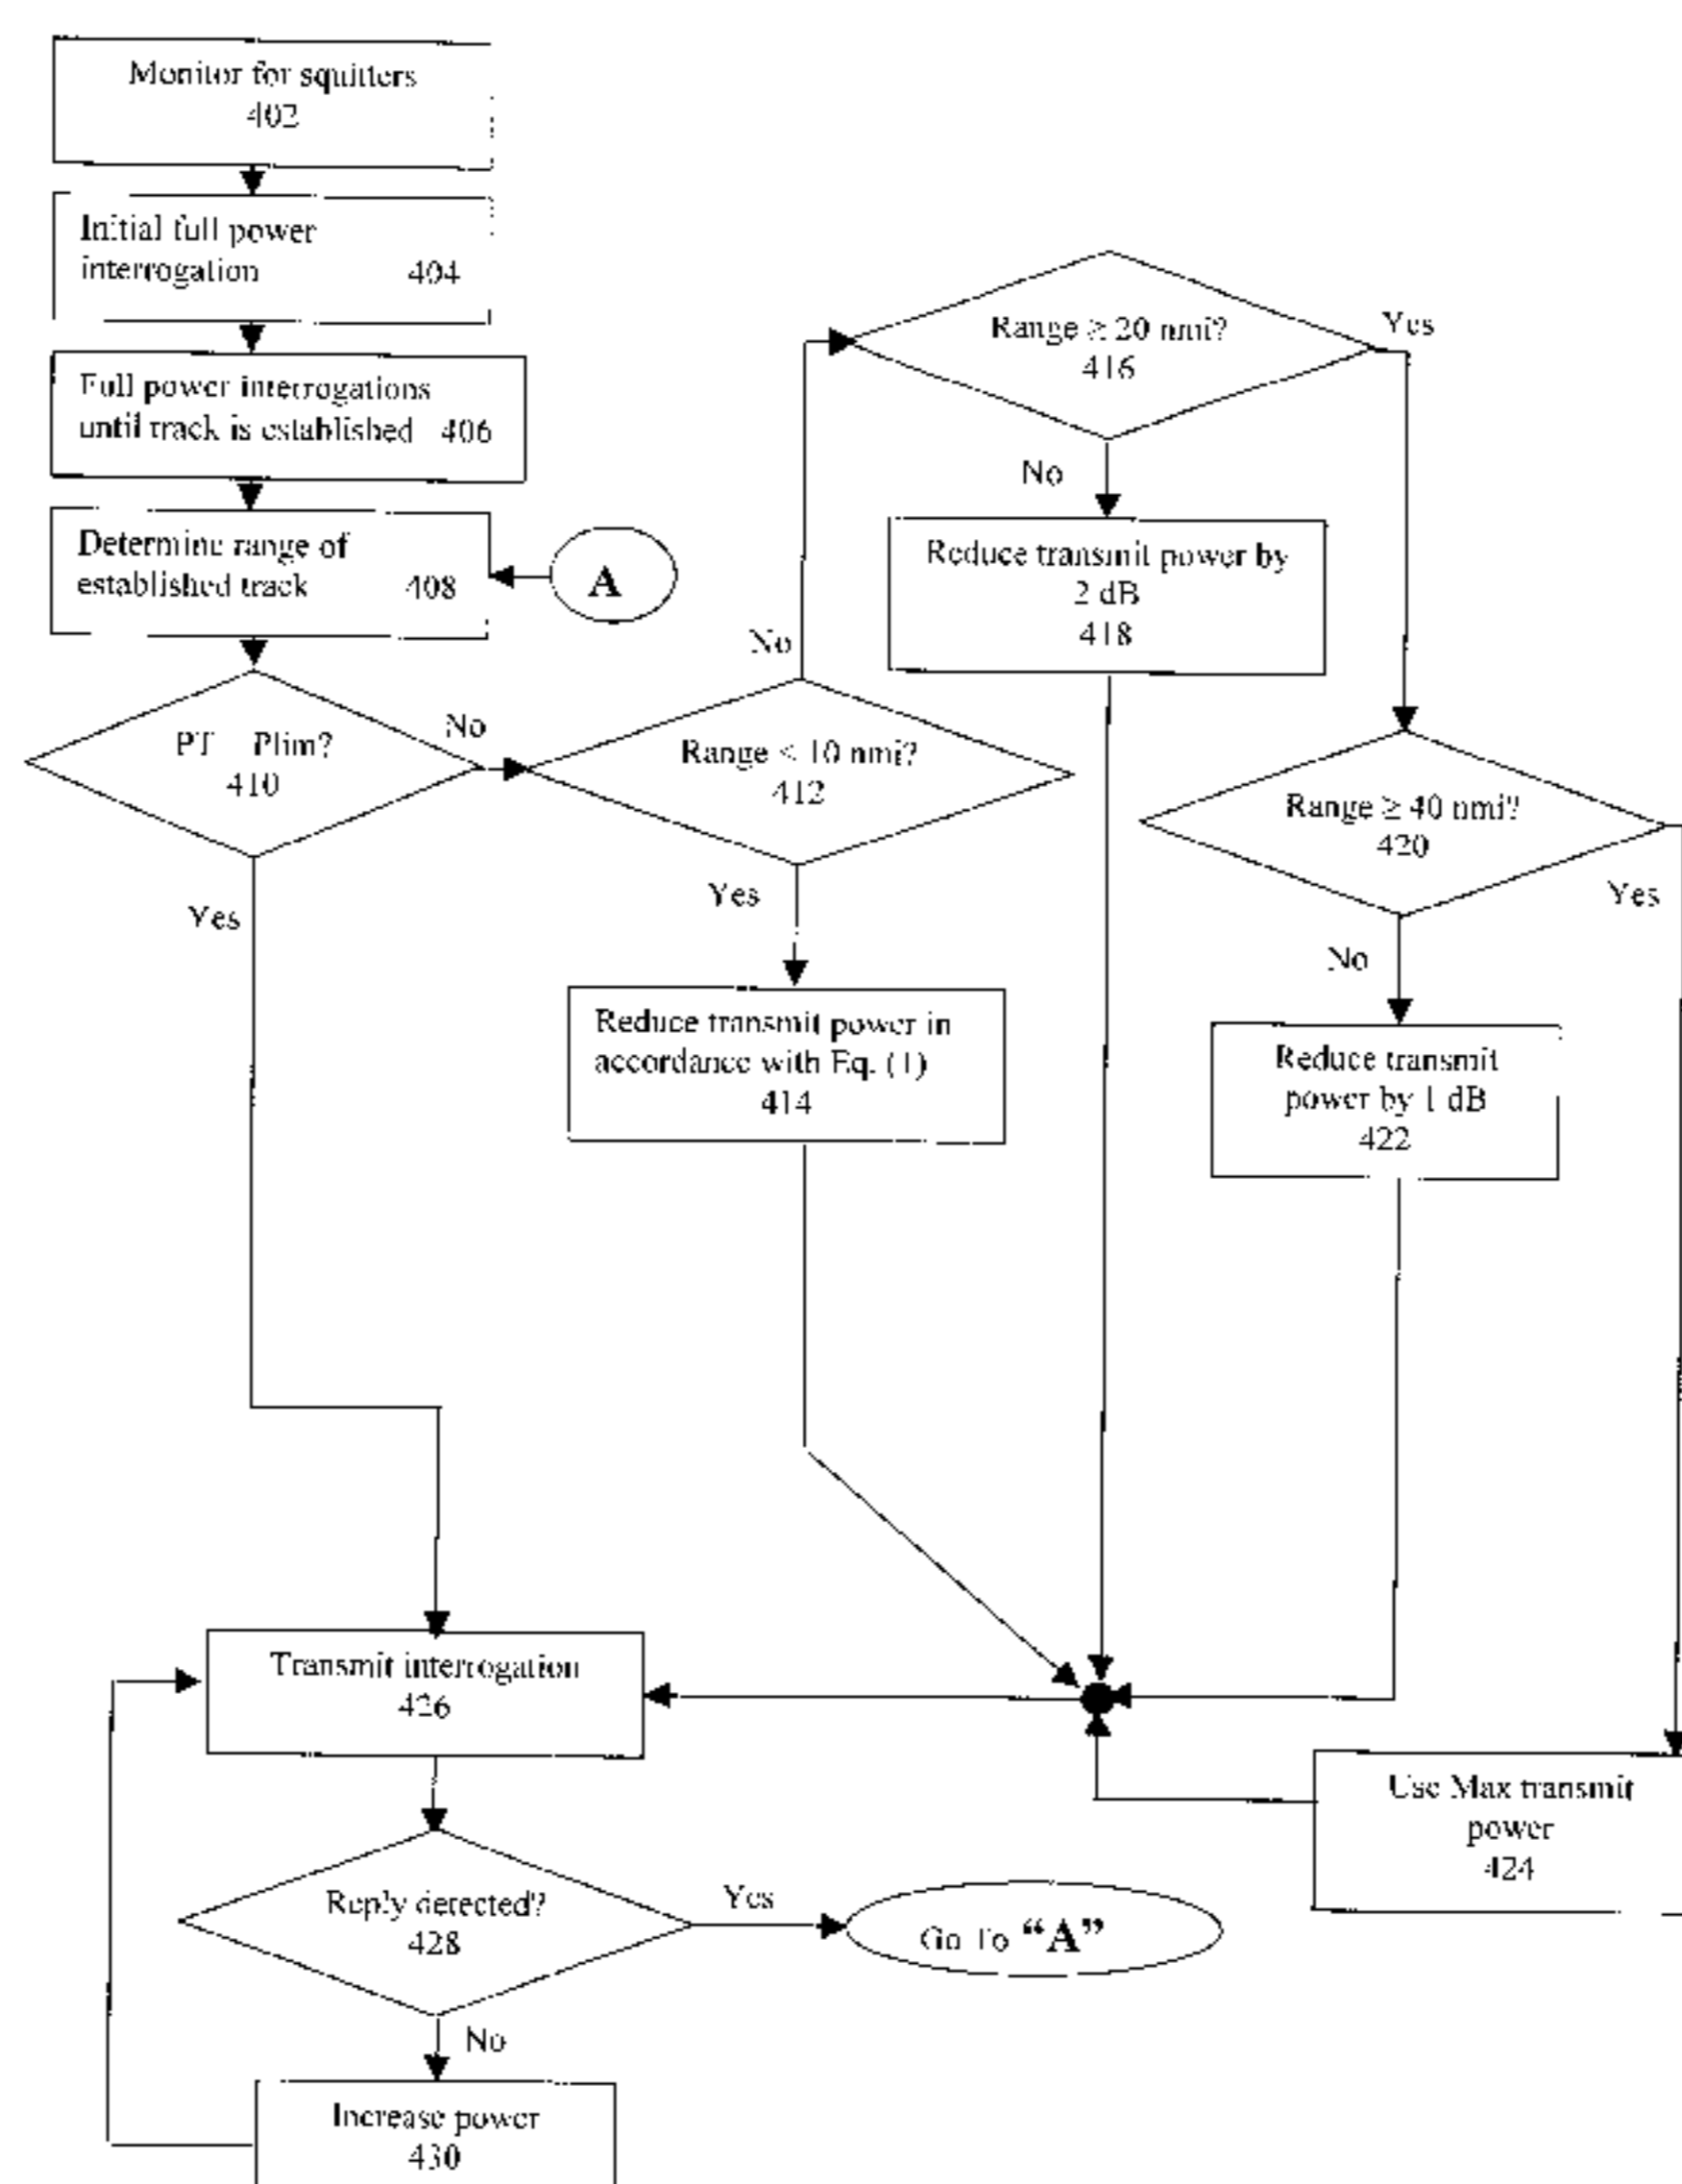 Monitor for squitters
402
Initial full power
interrogation 404
Full power interrogations
until track is established 406
Determine range of
established track 408
A
PT Plim?
410
No
Yes
Range < 10 nmi?
412
No
Yes
Reduce transmit power in
accordance with Eq. (1)
414
Range ≥ 20 nmi?
416
Yes
No
Reduce transmit power by
2 dB
418
Range ≥ 40 nmi?
420
Yes
No
Reduce transmit
power by 1 dB
422
Use Max transmit
power
424
Transmit interrogation
426
Reply detected?
428
Yes
Go To “A”
No
Increase power
430